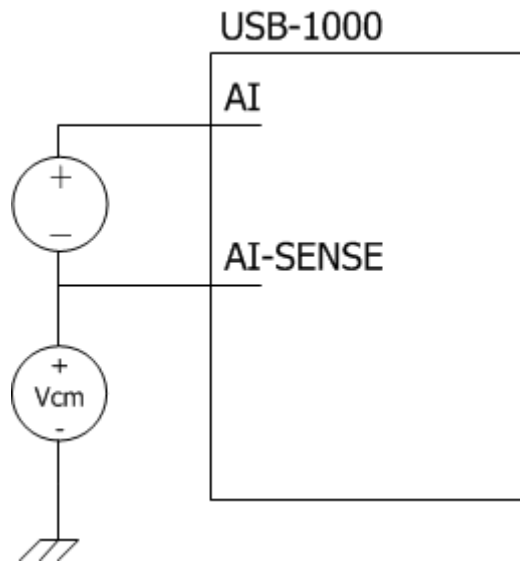 USB-1000
AI
+
−
AI-SENSE
+
Vcm
-